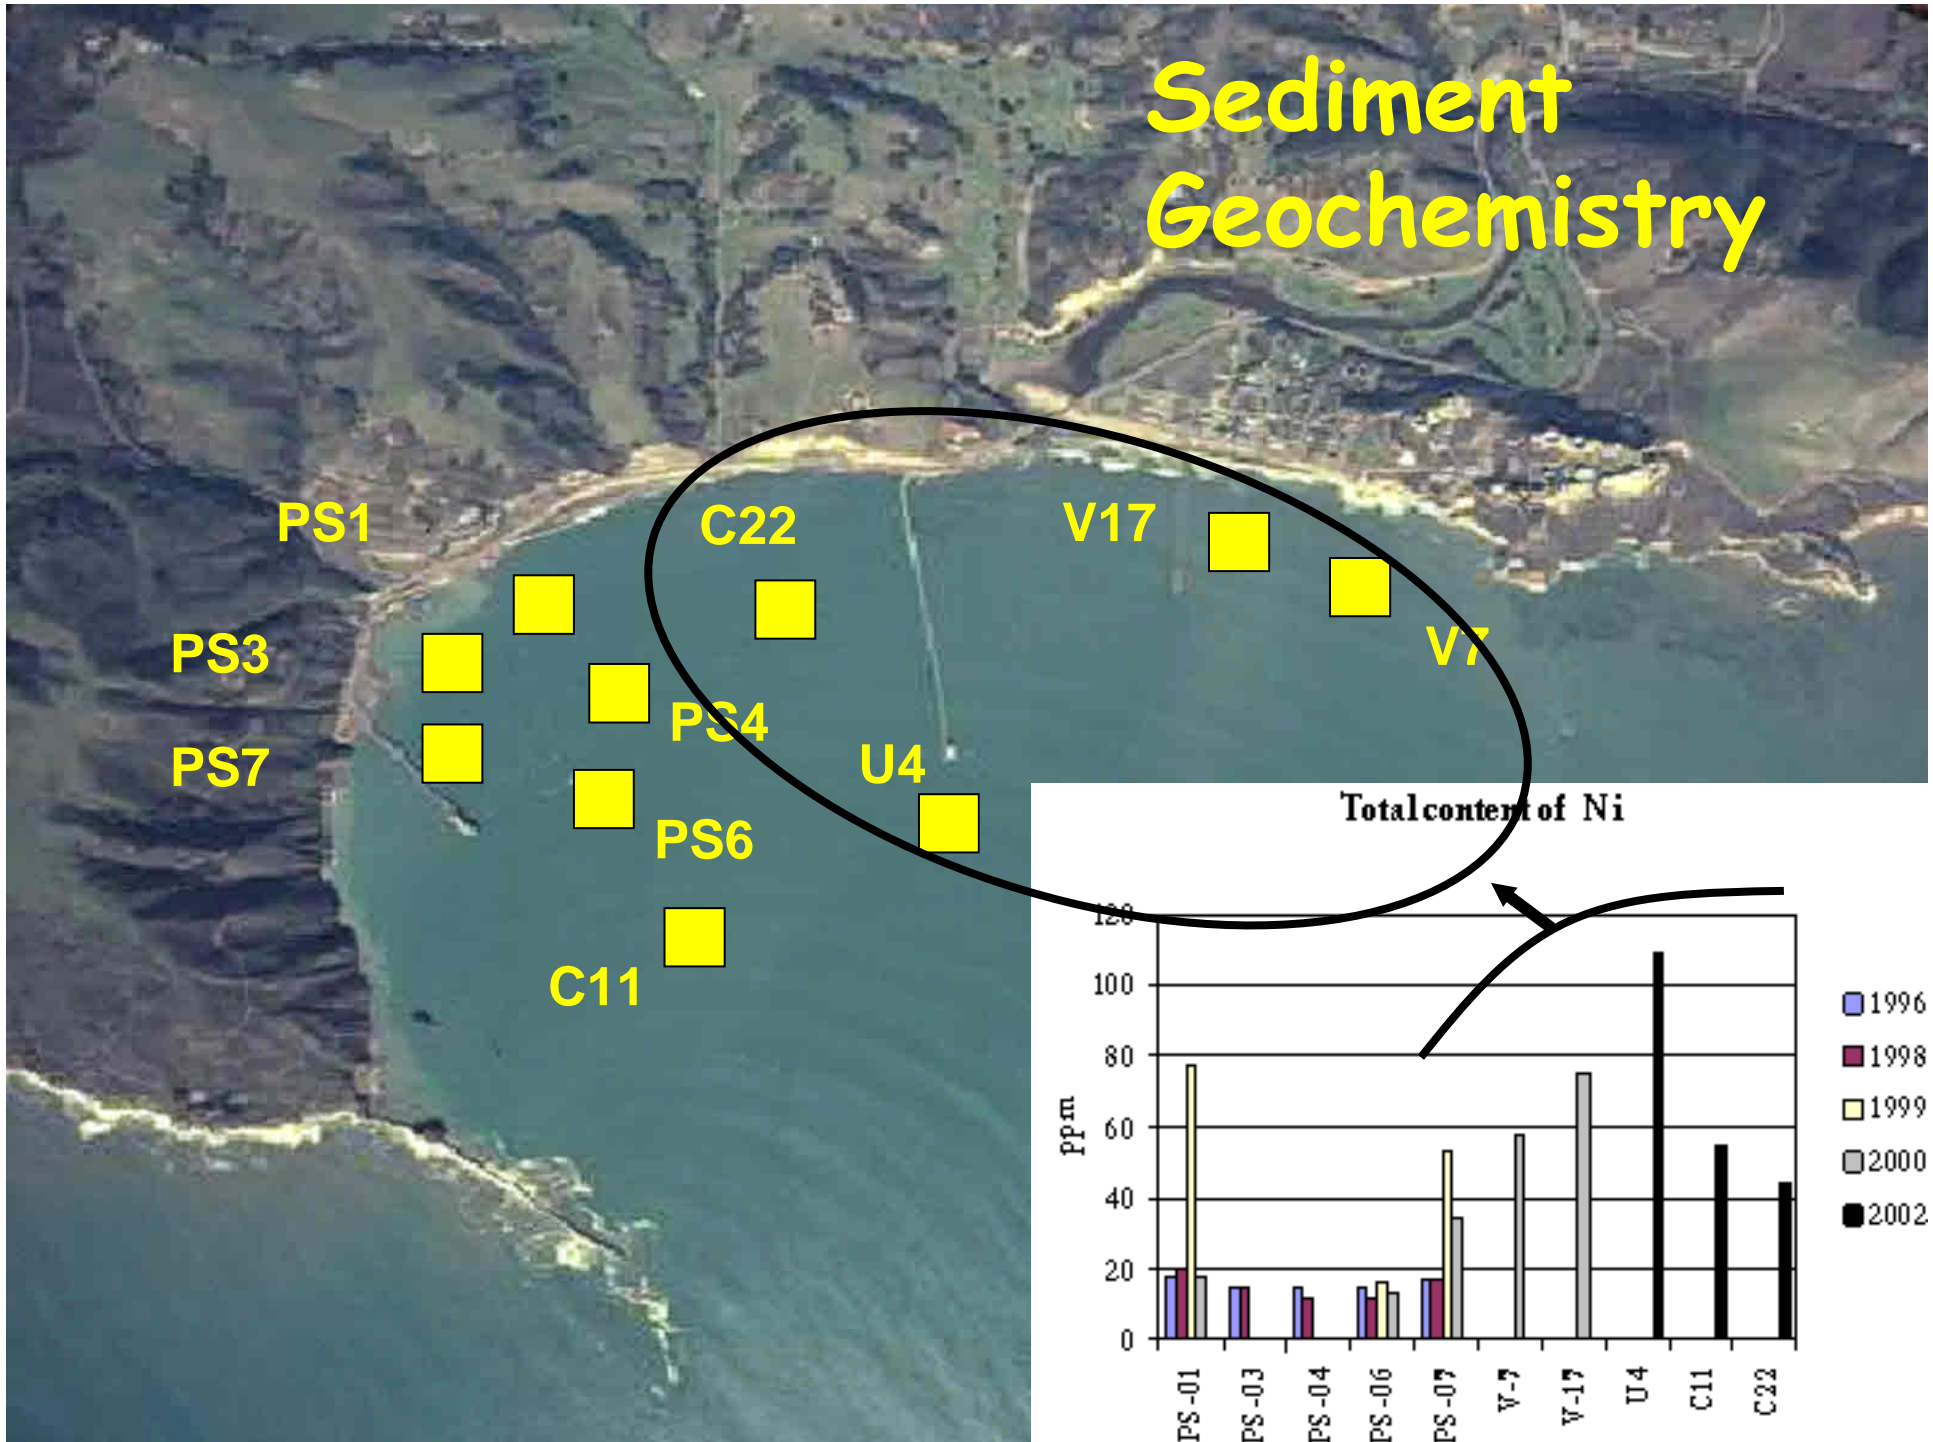 Sediment
Geochemistry
PS1
C22
V17
PS3
V7
PS4
PS7
U4
PS6
C11
Total content of Ni
120
100
80
60
40
20
0
ppm
1996
1998
1999
2000
2002
PS-01
PS-03
PS-04
PS-06
PS-07
V-7
V-17
U4
C11
C22